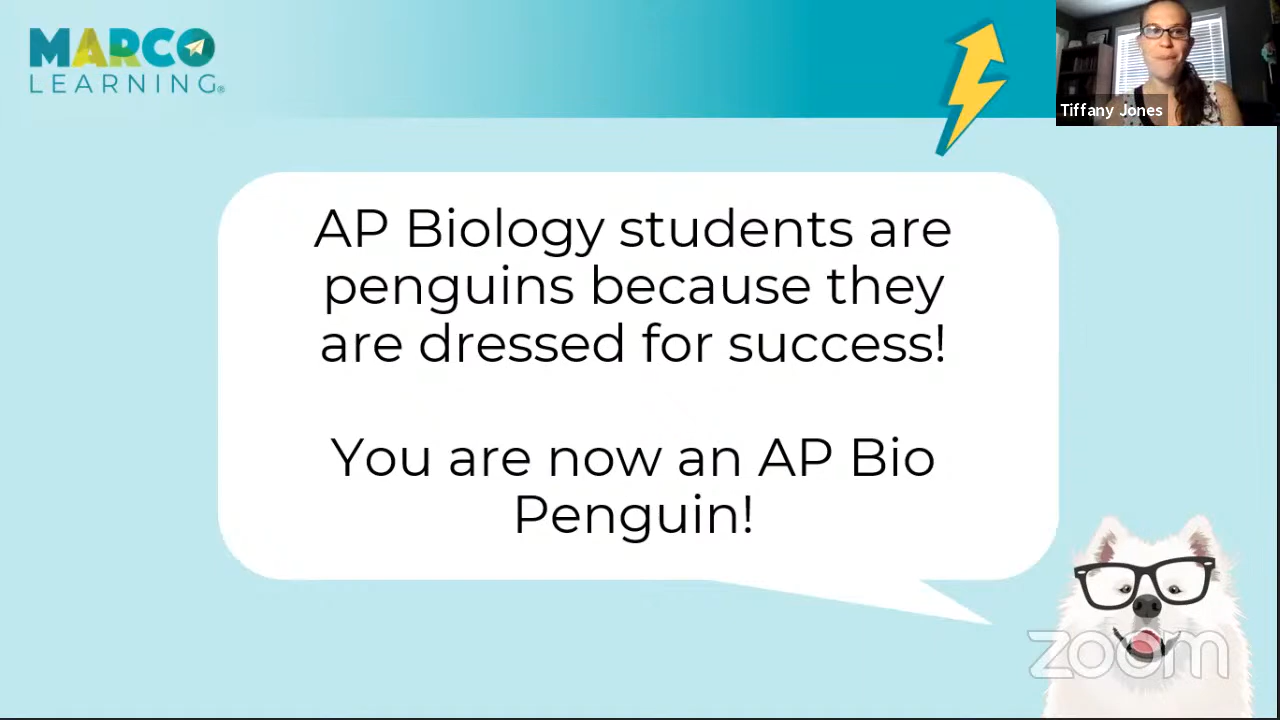 MARCO
LEARNING®
Tiffany Jones
AP Biology students are
penguins because they
are dressed for success!
You are now an AP Bio
Penguin!
zoom